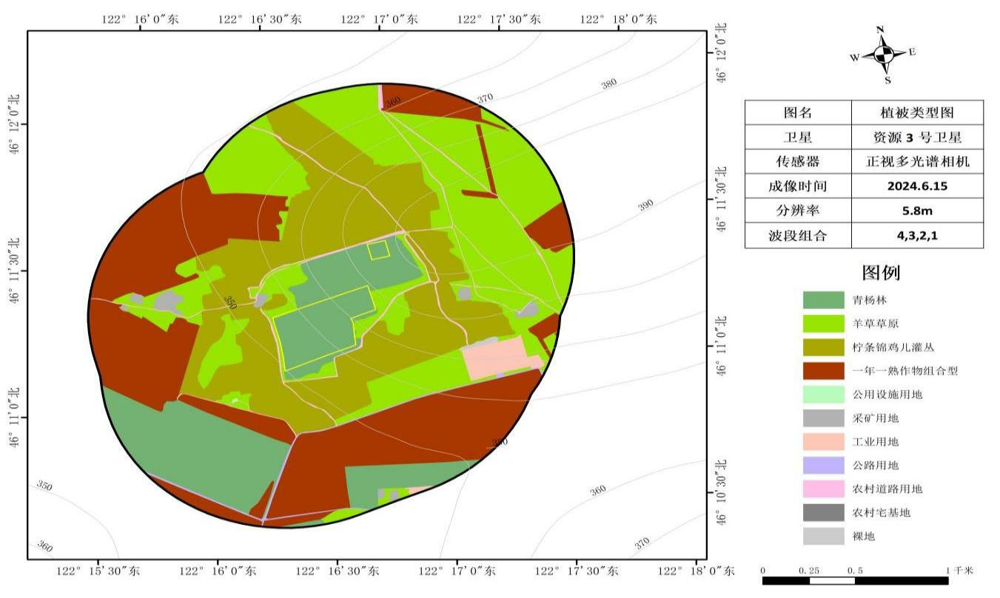 122° 16′0″东 122° 16′30″东 122° 17′0″东 122° 17′30″东 122° 18′0″东
46° 12′0″北
46° 11′30″北
46° 11′0″北
46° 12′0″北
46° 11′30″北
46° 11′0″北
46° 10′30″北
360
370
380
390
350
350
350
360
360
370
122° 15′30″东 122° 16′0″东 122° 16′30″东 122° 17′0″东 122° 17′30″东 122° 18′0″东
N
W E
S
图名 植被类型图
卫星 资源 3 号卫星
传感器 正视多光谱相机
成像时间 2024.6.15
分辨率 5.8m
波段组合 4,3,2,1
图例
青杨林
羊草草原
柠条锦鸡儿灌丛
一年一熟作物组合型
公用设施用地
采矿用地
工业用地
公路用地
农村道路用地
农村宅基地
裸地
0 0.25 0.5 1 千米